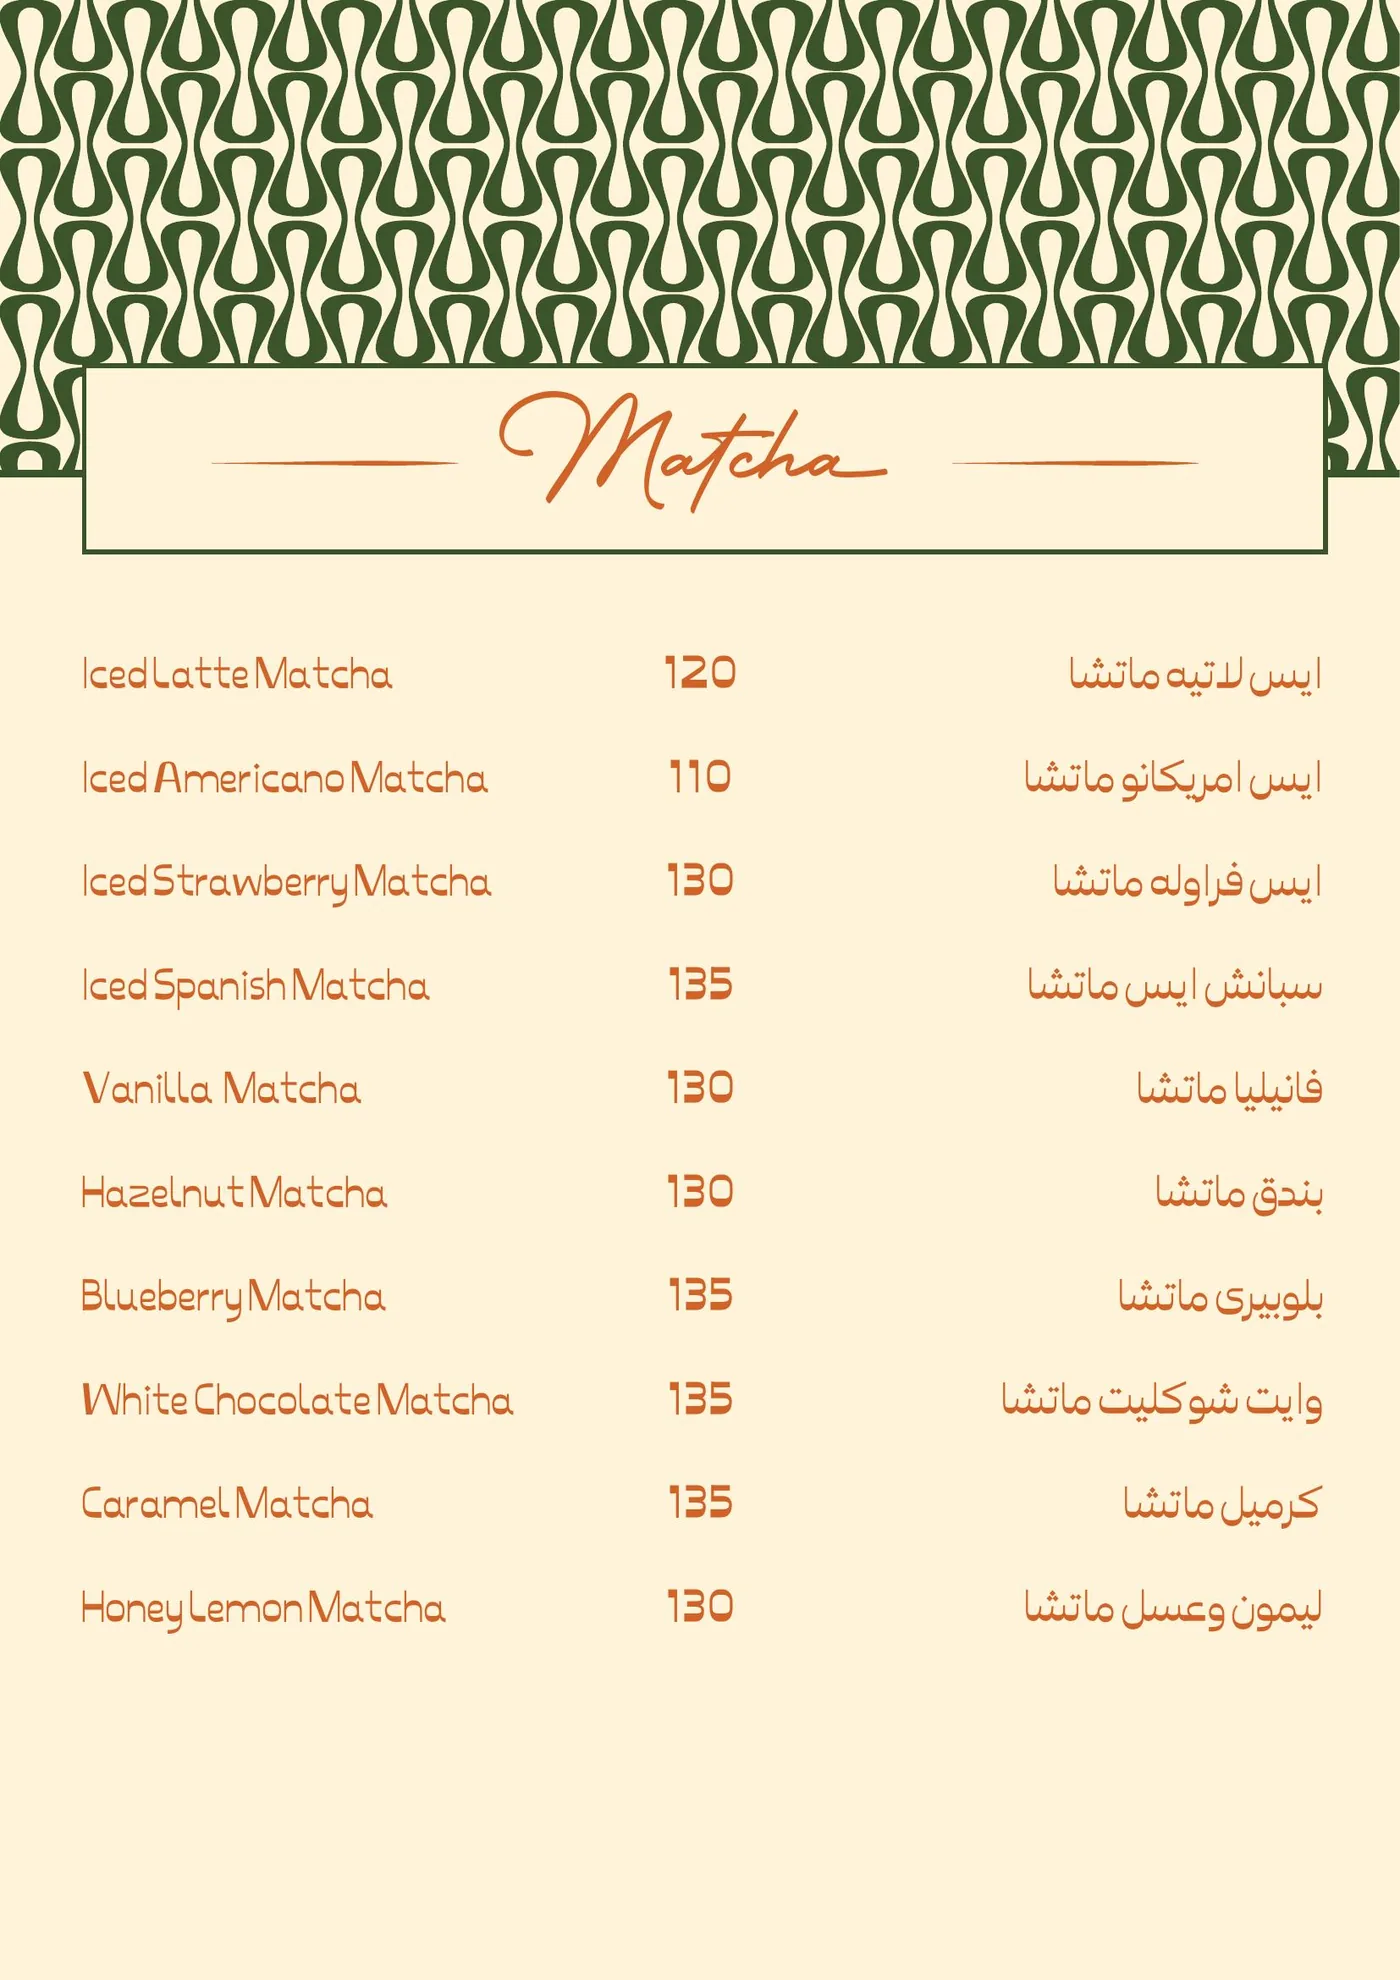 Matcha
Iced Latte Matcha 120 ايس لاتيه ماتشا
Iced Americano Matcha 110 ايس امريكانو ماتشا
Iced Strawberry Matcha 130 ايس فراوله ماتشا
Iced Spanish Matcha 135 سبانش ايس ماتشا
Vanilla Matcha 130 فانيليا ماتشا
Hazelnut Matcha 130 بندق ماتشا
Blueberry Matcha 135 بلوبيرى ماتشا
White Chocolate Matcha 135 وايت شوكليت ماتشا
Caramel Matcha 135 كرميل ماتشا
Honey Lemon Matcha 130 ليمون وعسل ماتشا